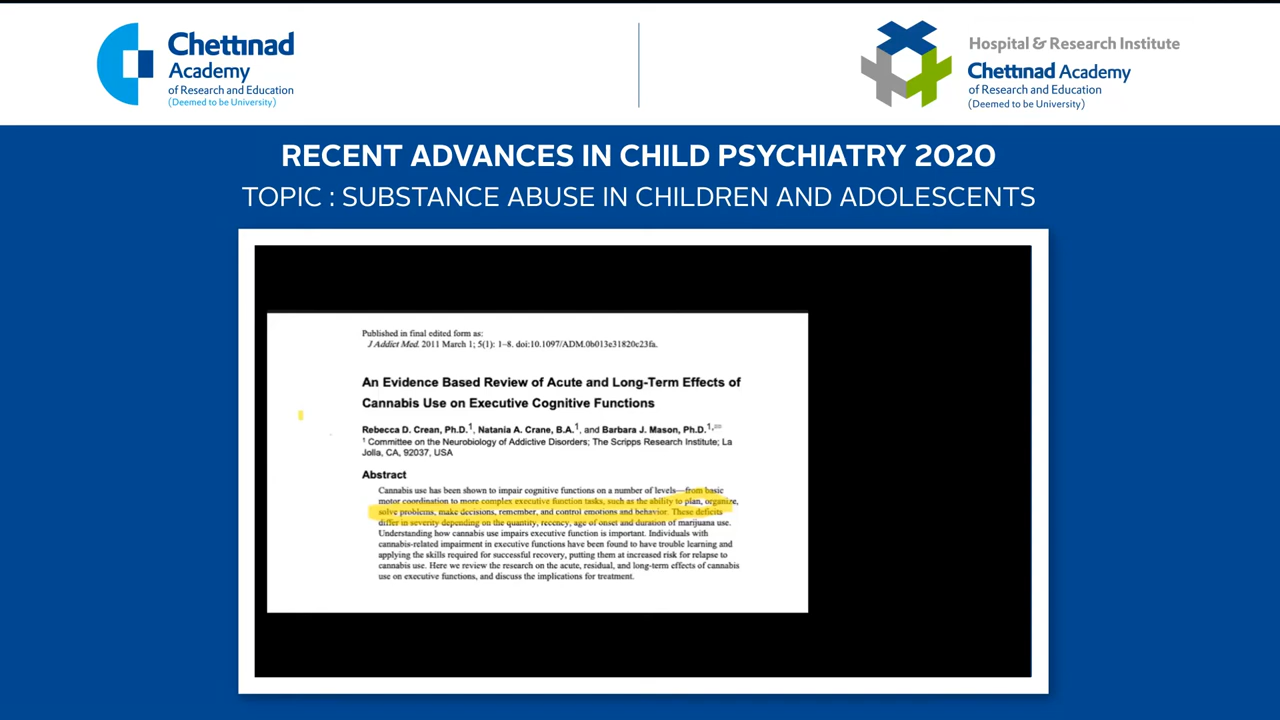 Chettinad
Academy
of Research and Education
(Deemed to be University)
Hospital & Research Institute
Chettinad Academy
of Research and Education
(Deemed to be University)
RECENT ADVANCES IN CHILD PSYCHIATRY 2020
TOPIC : SUBSTANCE ABUSE IN CHILDREN AND ADOLESCENTS
Published in final edited form as:
J Addict Med. 2011 March 1; 5(1): 1–8. doi:10.1097/ADM.0b013e31820c23fa.
An Evidence Based Review of Acute and Long-Term Effects of
Cannabis Use on Executive Cognitive Functions
Rebecca D. Crean, Ph.D.1, Natania A. Crane, B.A.1, and Barbara J. Mason, Ph.D.1,
1 Committee on the Neurobiology of Addictive Disorders; The Scripps Research Institute; La
Jolla, CA, 92037, USA
Abstract
Cannabis use has been shown to impair cognitive functions on a number of levels—from basic
motor coordination to more complex executive function tasks, such as the ability to plan, organize,
solve problems, make decisions, remember, and control emotions and behavior. These deficits
differ in severity depending on the quantity, recency, age of onset and duration of marijuana use.
Understanding how cannabis use impairs executive function is important. Individuals with
cannabis-related impairment in executive functions have been found to have trouble learning and
applying the skills required for successful recovery, putting them at increased risk for relapse to
cannabis use. Here we review the research on the acute, residual, and long-term effects of cannabis
use on executive functions, and discuss the implications for treatment.